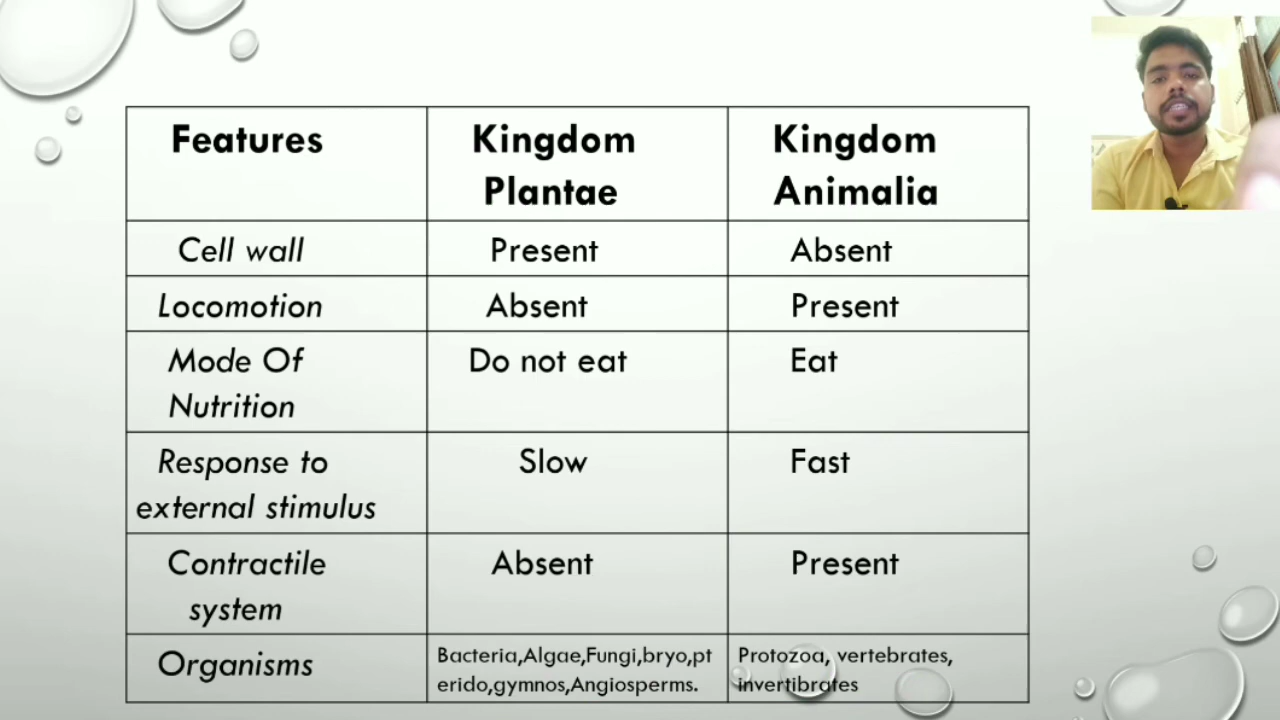 Features Kingdom Plantae Kingdom Animalia
Cell wall Present Absent
Locomotion Absent Present
Mode Of Nutrition Do not eat Eat
Response to external stimulus Slow Fast
Contractile system Absent Present
Organisms Bacteria,Algae,Fungi,bryo,pterido,gymnos,Angiosperms. Protozoa, vertebrates, invertibrates